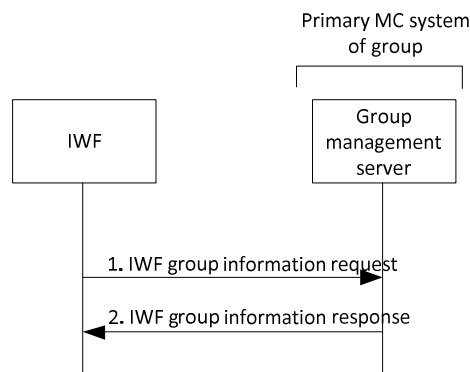 Primary MC system
of group
IWF
Group
management
server
1. IWF group information request
2. IWF group information response